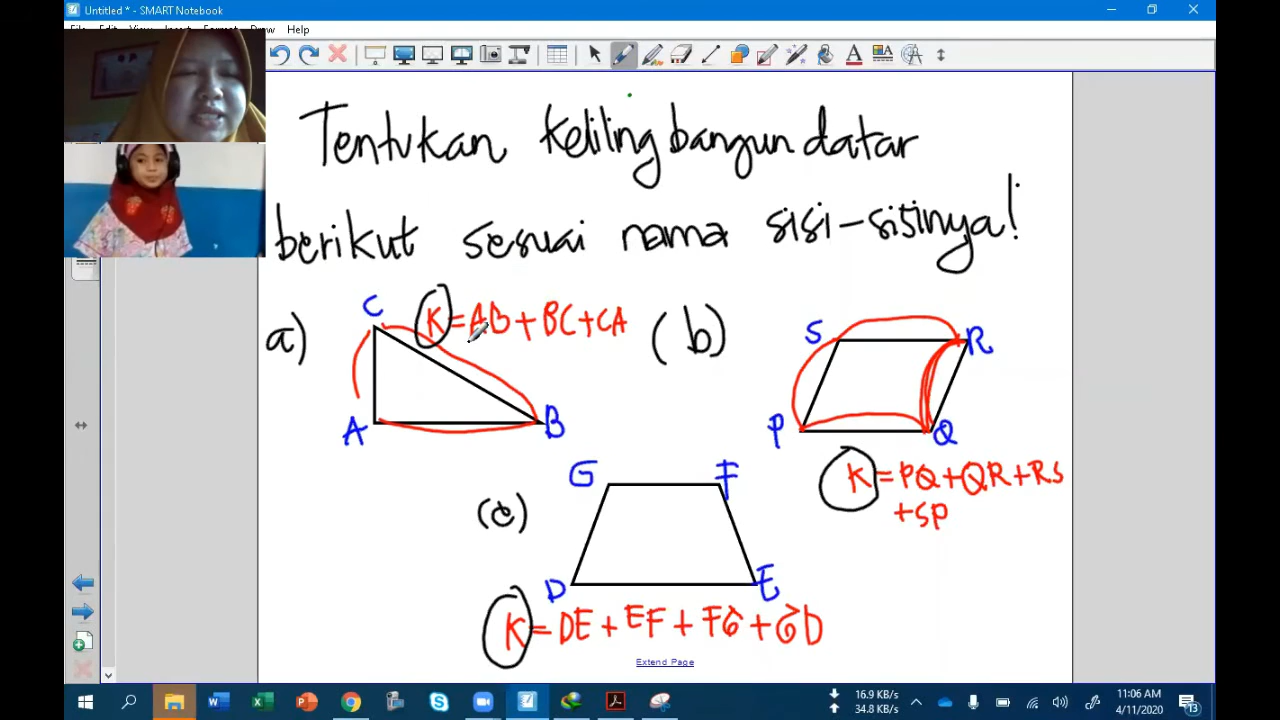 Untitled * - SMART Notebook
Help
Tentukan keliling bangun datar
berikut sesuai nama sisi-sisinya!
a)
C
K = AB + BC + CA
A
B
(b)
S
R
P
Q
K = PQ + QR + RS
+ SP
(c)
G
F
D
E
K = DE + EF + FG + GD
Extend Page
16.9 KB/s
34.8 KB/s
11:06 AM
4/11/2020
13